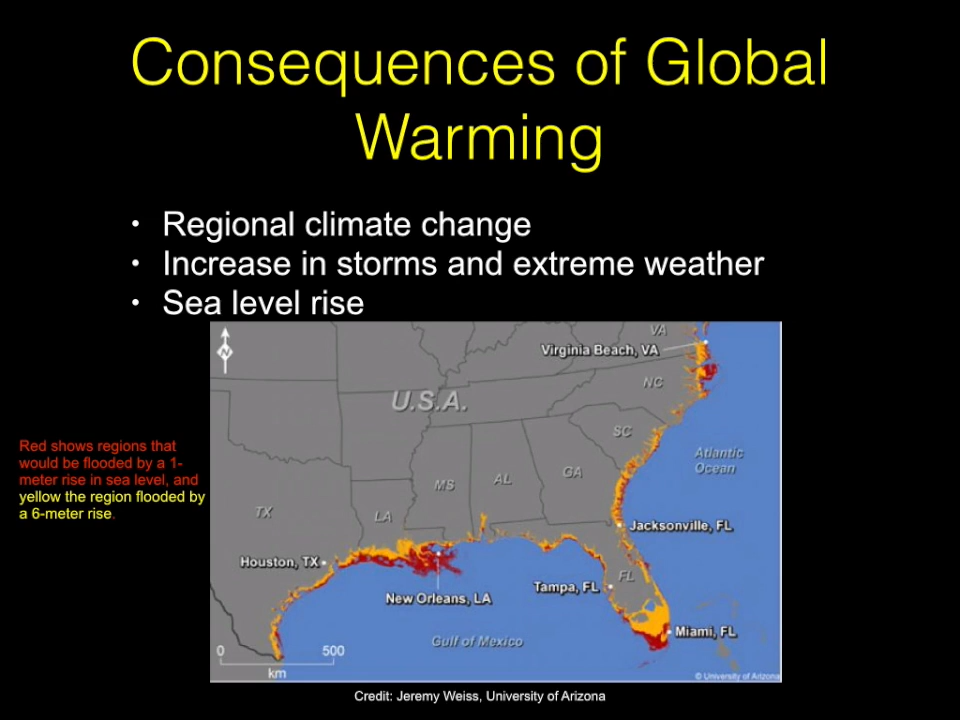 Consequences of Global
Warming
• Regional climate change
• Increase in storms and extreme weather
• Sea level rise
Red shows regions that
would be flooded by a 1-
meter rise in sea level, and
yellow the region flooded by
a 6-meter rise.
N
VA
Virginia Beach, VA
NC
U.S.A.
SC
Atlantic
Ocean
MS
AL
GA
TX
LA
Jacksonville, FL
Houston, TX
FL
Tampa, FL
New Orleans, LA
Miami, FL
Gulf of Mexico
0 500
km
© University of Arizona
Credit: Jeremy Weiss, University of Arizona